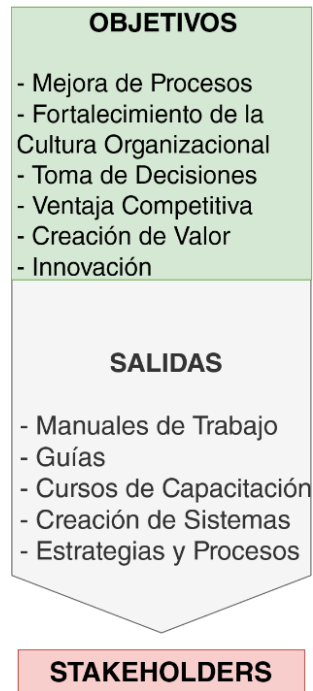 OBJETIVOS
- Mejora de Procesos
- Fortalecimiento de la
Cultura Organizacional
- Toma de Decisiones
- Ventaja Competitiva
- Creación de Valor
- Innovación
SALIDAS
- Manuales de Trabajo
- Guías
- Cursos de Capacitación
- Creación de Sistemas
- Estrategias y Procesos
STAKEHOLDERS